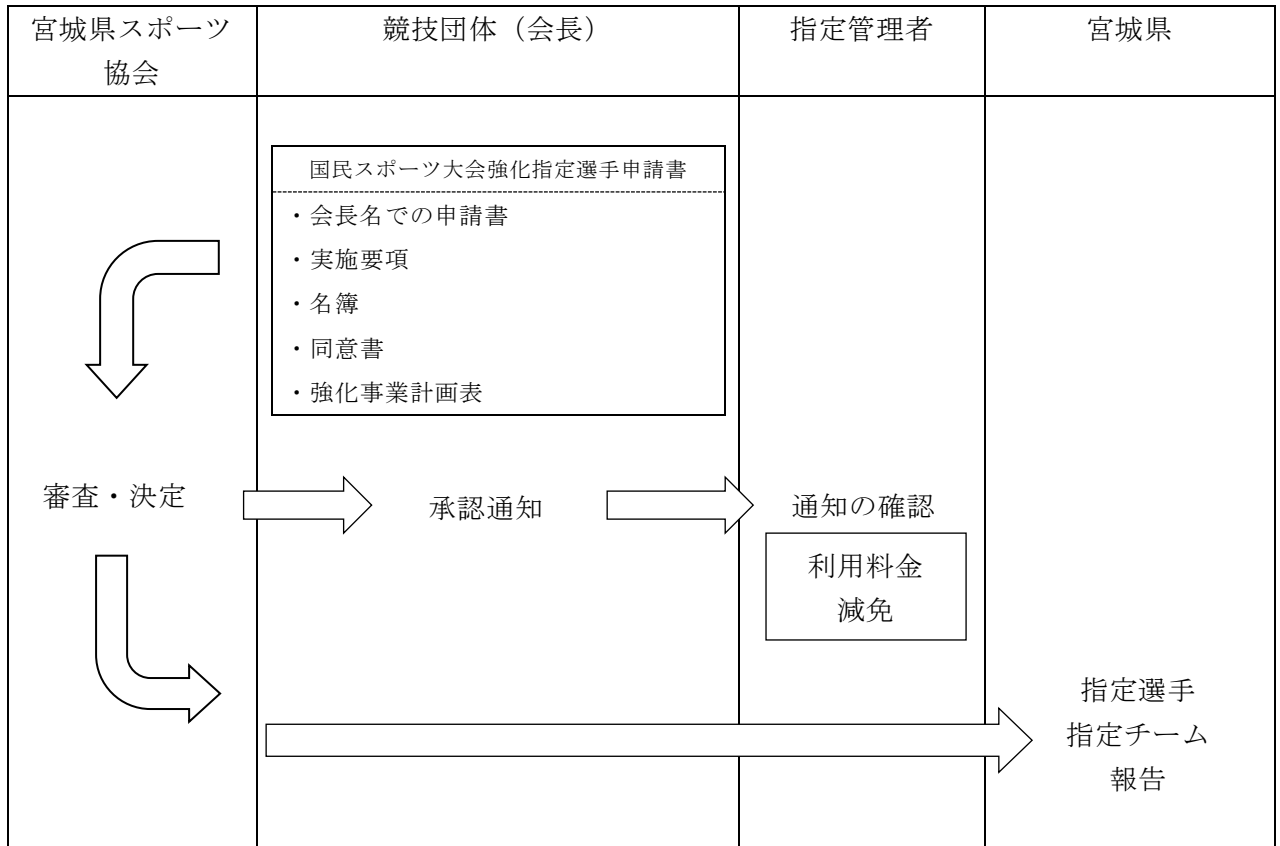 宮城県スポーツ
協会
競技団体（会長）
指定管理者
宮城県
国民スポーツ大会強化指定選手申請書
・会長名での申請書
・実施要項
・名簿
・同意書
・強化事業計画表
審査・決定
承認通知
通知の確認
利用料金
減免
指定選手
指定チーム
報告